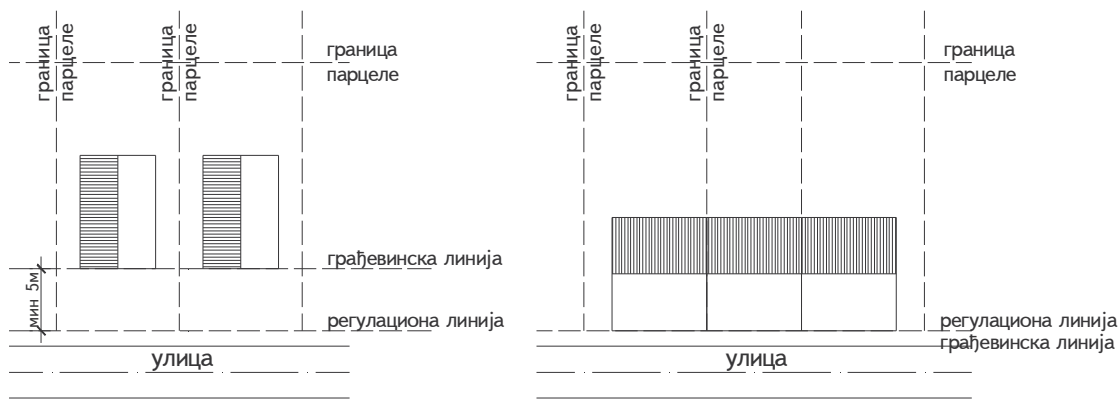 граница
парцеле
граница
парцеле
граница
парцеле
грађевинска линија
мин 5м
регулациона линија
улица
граница
парцеле
граница
парцеле
граница
парцеле
регулациона линија
грађевинска линија
улица